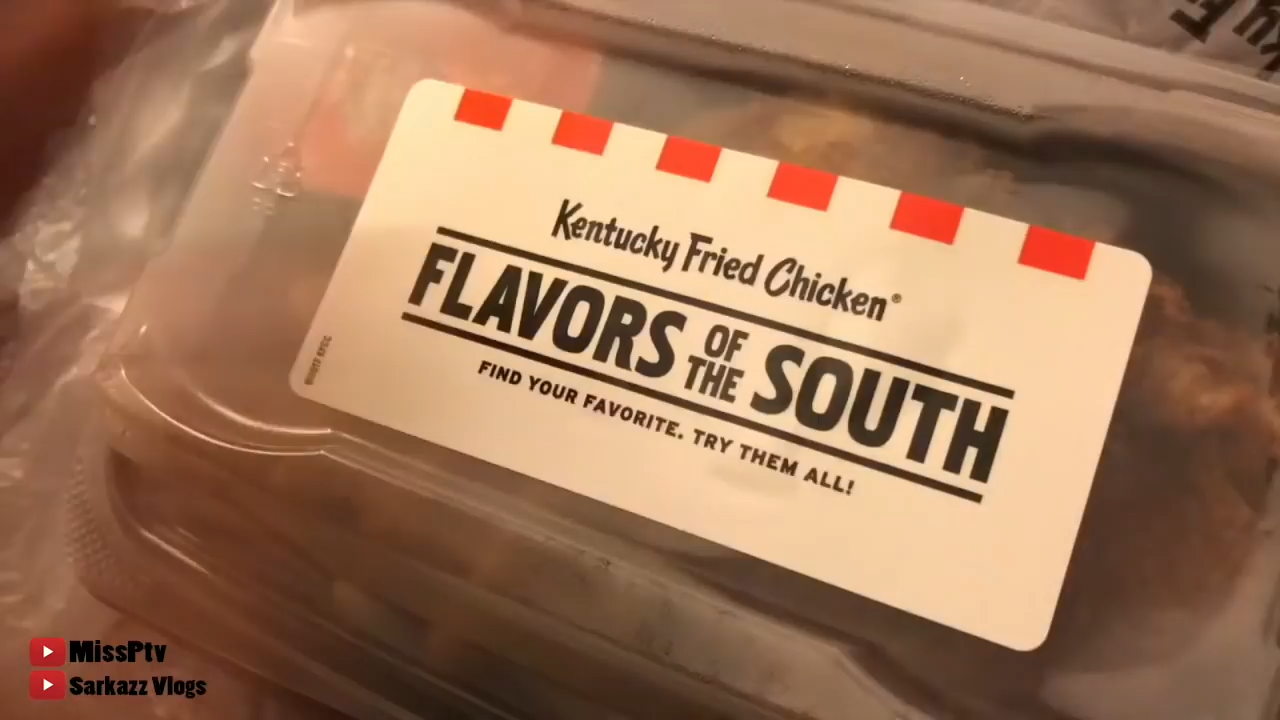 Kentucky Fried Chicken®
FLAVORS OF THE SOUTH
FIND YOUR FAVORITE. TRY THEM ALL!
MissPtv
Sarkazz Vlogs